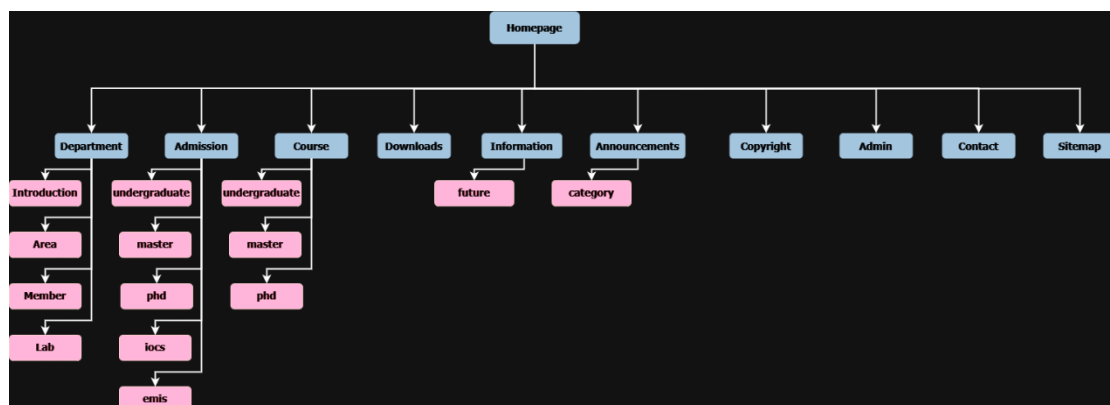 Homepage
Department
Admission
Course
Downloads
Information
Announcements
Copyright
Admin
Contact
Sitemap
Introduction
undergraduate
undergraduate
future
category
Area
master
master
Member
phd
phd
Lab
iocs
emis